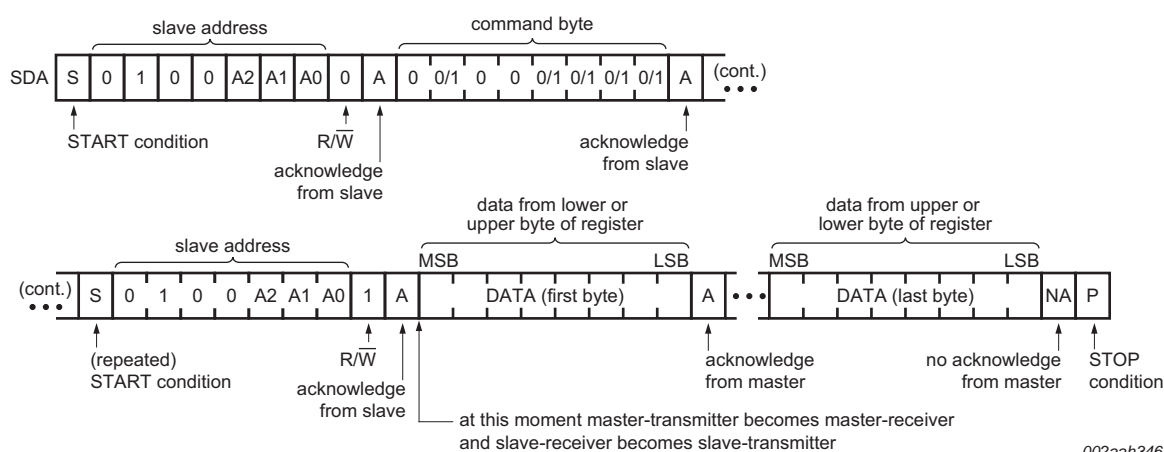 slave address command byte
SDA S 0 1 0 0 A2 A1 A0 0 A 0 0/1 0 0 0/1 0/1 0/1 0/1 A (cont.)
START condition R/W acknowledge from slave acknowledge from slave
data from lower or upper byte of register data from upper or lower byte of register
slave address MSB LSB MSB LSB
(cont.) S 0 1 0 0 A2 A1 A0 1 A DATA (first byte) A DATA (last byte) NA P
(repeated) START condition R/W acknowledge from slave acknowledge from master no acknowledge from master STOP condition
at this moment master-transmitter becomes master-receiver
and slave-receiver becomes slave-transmitter
002aah346